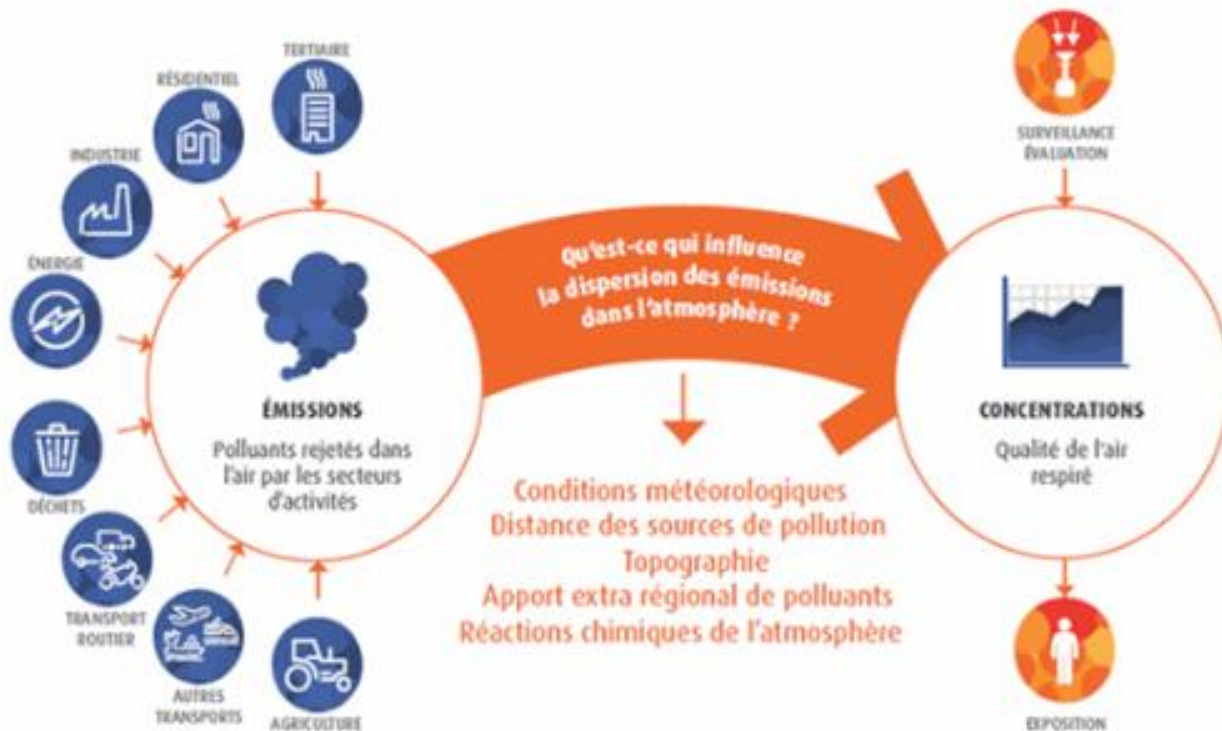 TERTIAIRE
RÉSIDENTIEL
INDUSTRIE
ÉNERGIE
DÉCHETS
TRANSPORT
ROUTIER
AUTRES
TRANSPORTS
AGRICULTURE
ÉMISSIONS
Polluants rejetés dans
l'air par les secteurs
d'activités
Qu'est-ce qui influence
la dispersion des émissions
dans l'atmosphère ?
Conditions météorologiques
Distance des sources de pollution
Topographie
Apport extra régional de polluants
Réactions chimiques de l'atmosphère
SURVEILLANCE
ÉVALUATION
CONCENTRATIONS
Qualité de l'air
respiré
EXPOSITION